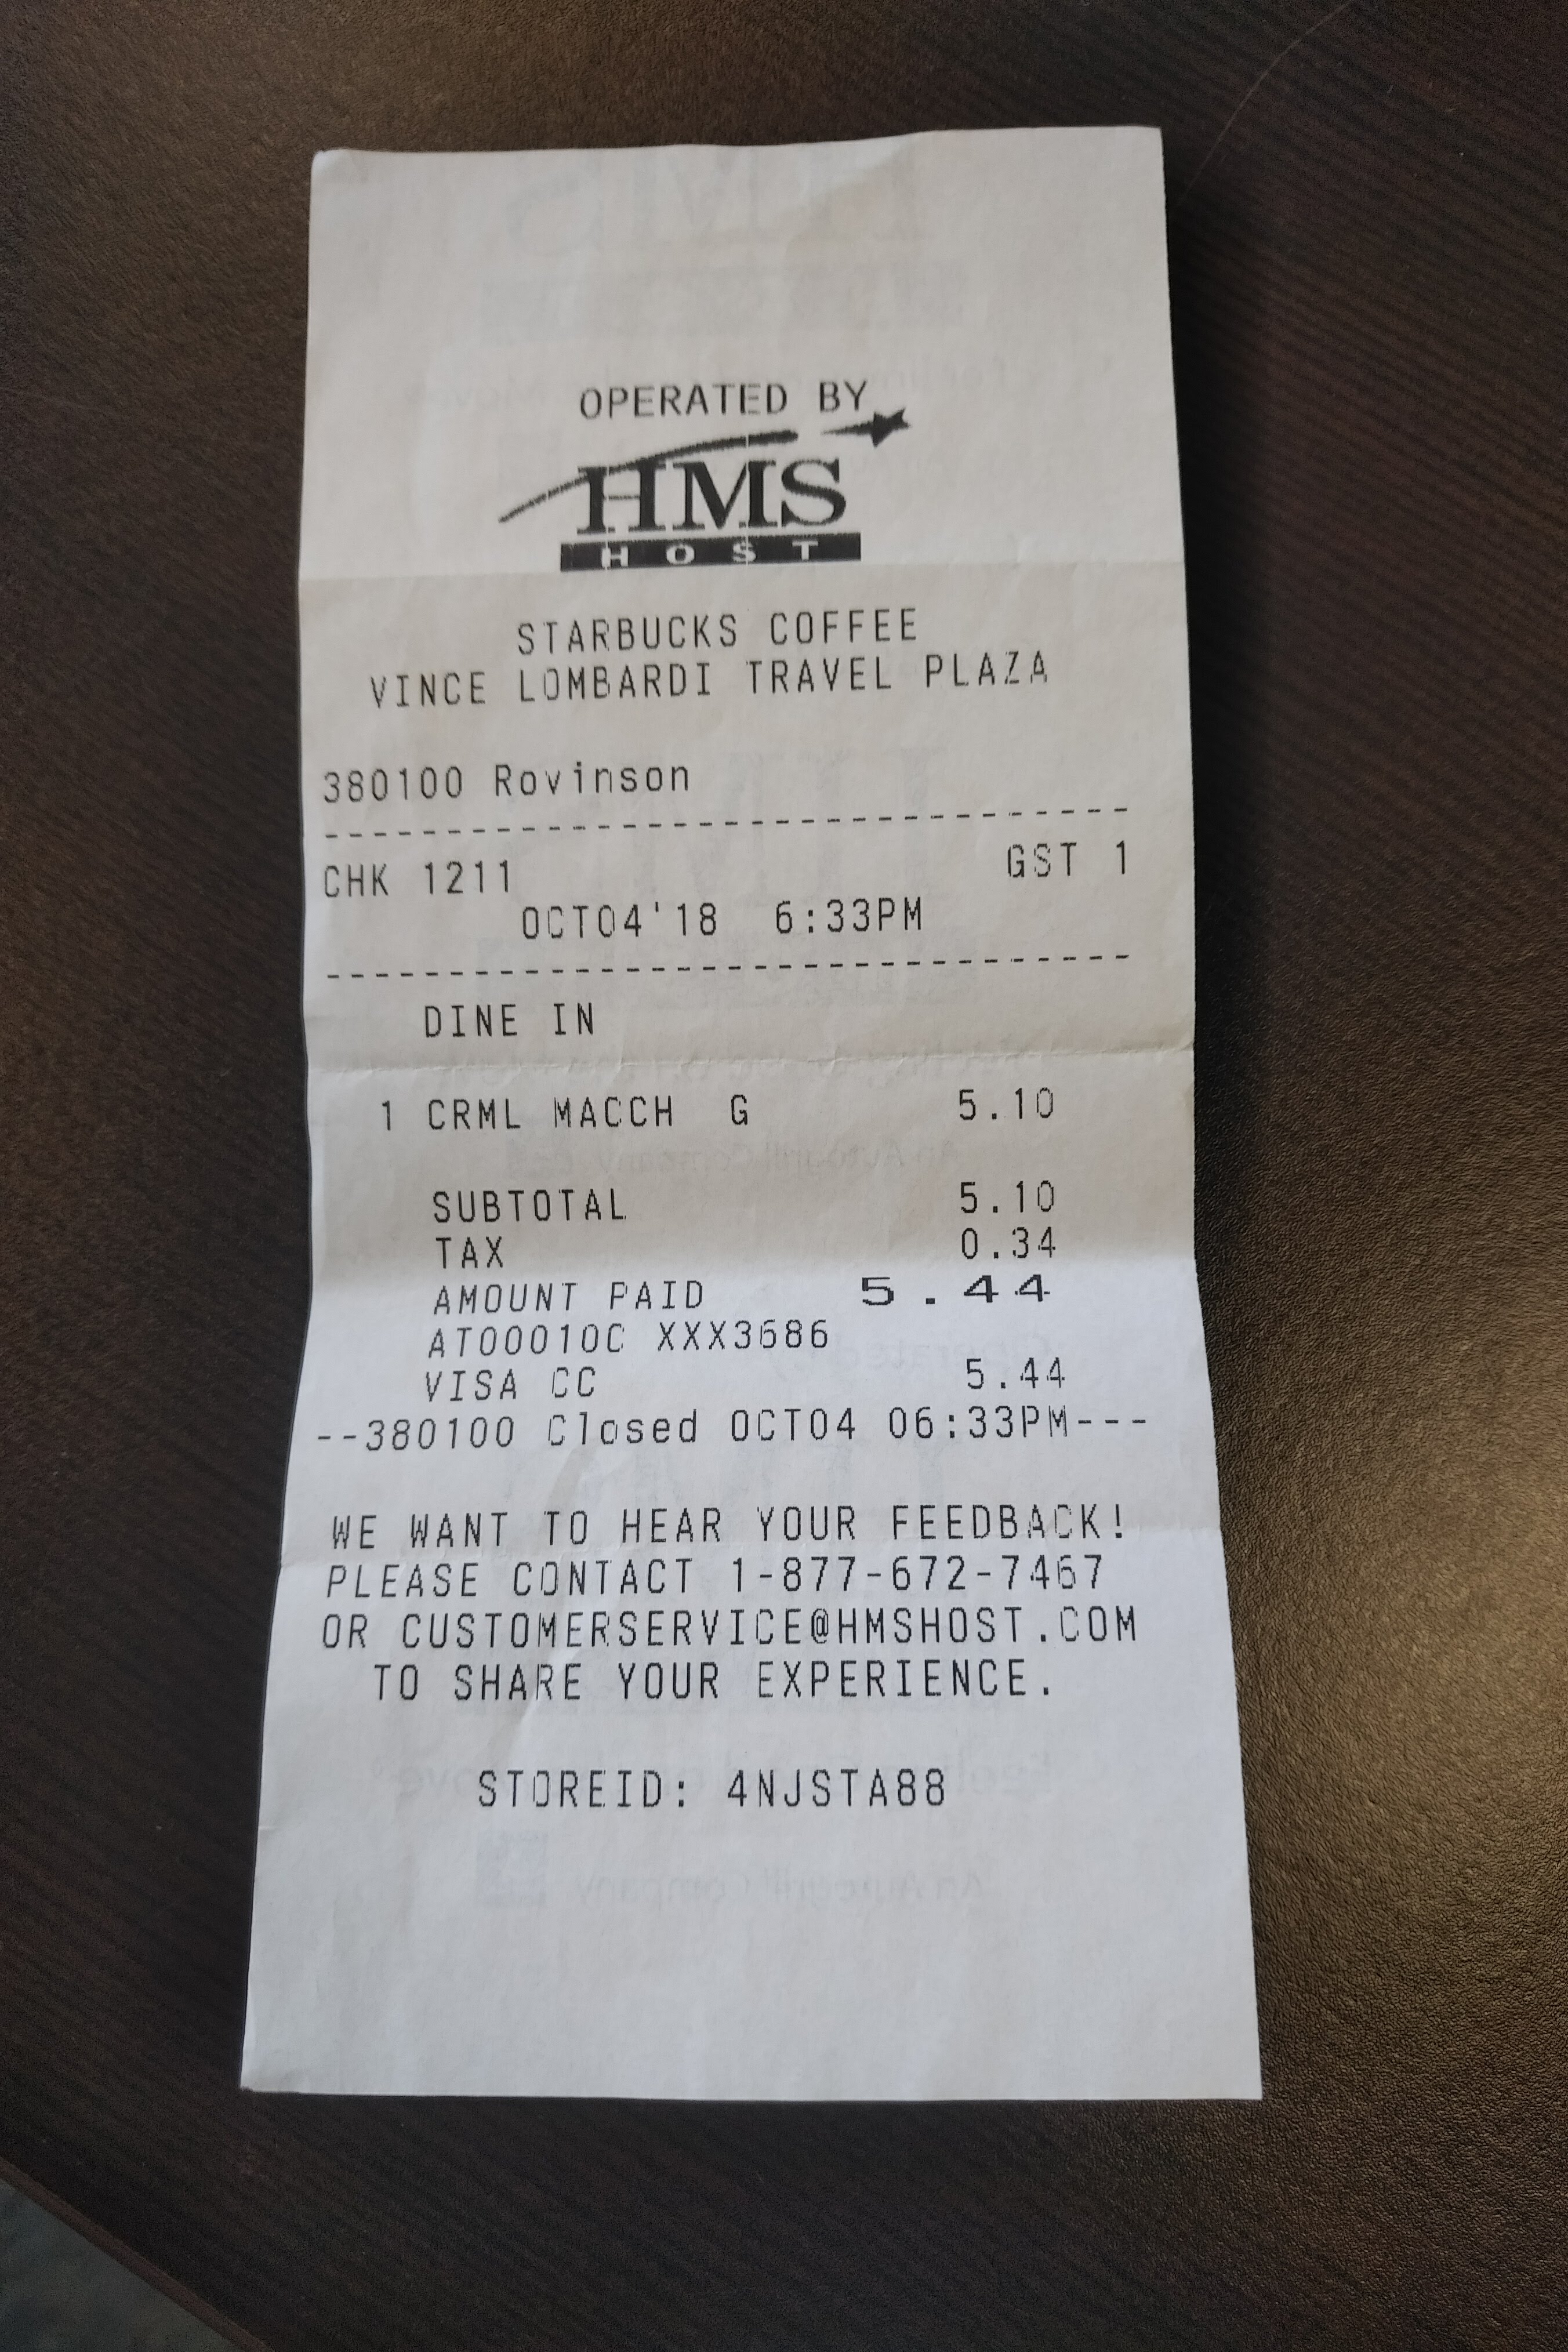 OPERATED BY
HMS
HOST
STARBUCKS COFFEE
VINCE LOMBARDI TRAVEL PLAZA
380100 Rovinson
--------------------------------
CHK 1211 GST 1
OCT04'18 6:33PM
--------------------------------
DINE IN
1 CRML MACCH G 5.10
SUBTOTAL 5.10
TAX 0.34
AMOUNT PAID 5.44
AT00010C XXX3686
VISA CC 5.44
--380100 Closed OCT04 06:33PM---
WE WANT TO HEAR YOUR FEEDBACK!
PLEASE CONTACT 1-877-672-7467
OR CUSTOMERSERVICE@HMSHOST.COM
TO SHARE YOUR EXPERIENCE.
STOREID: 4NJSTA88